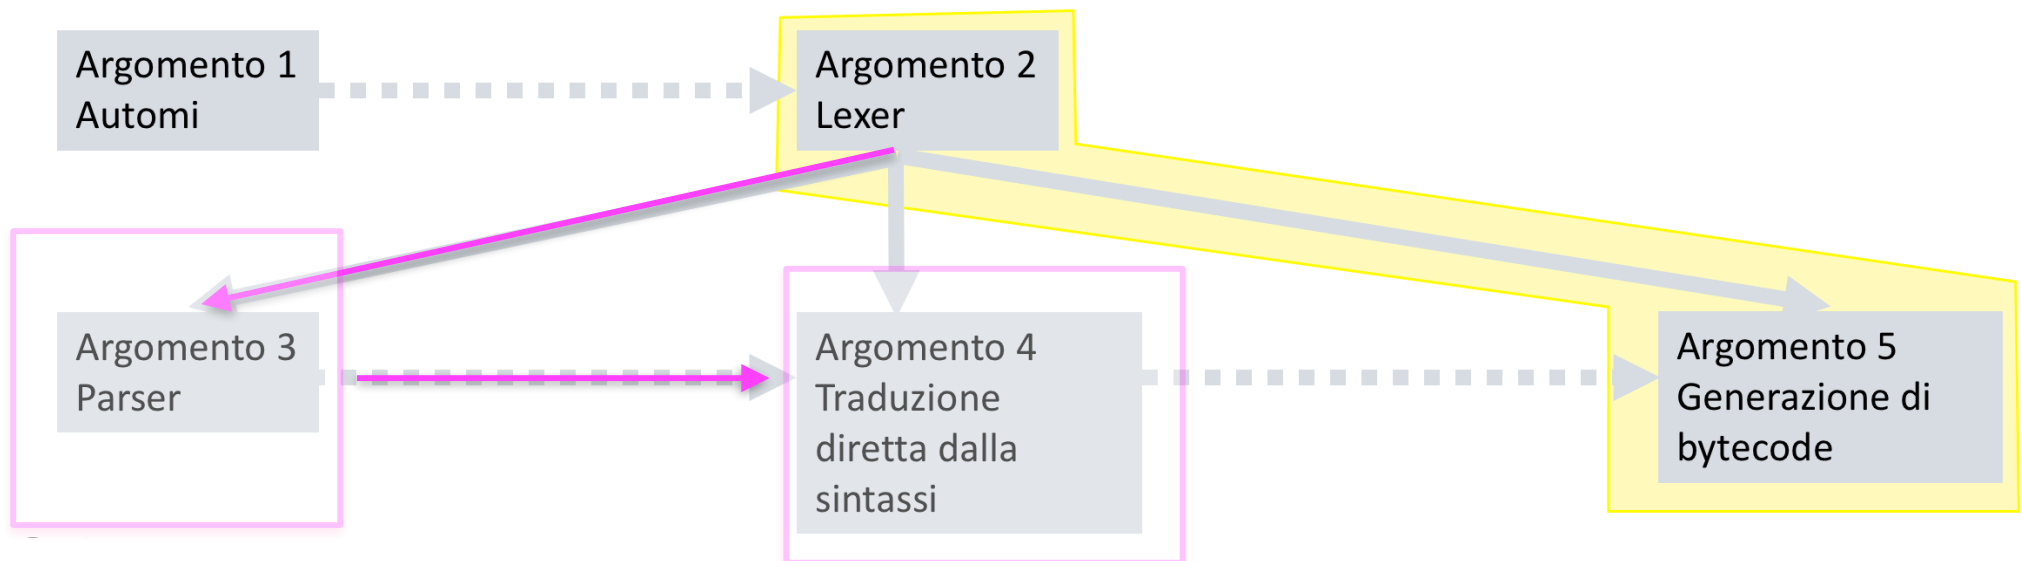 Argomento 1
Automi
Argomento 2
Lexer
Argomento 3
Parser
Argomento 4
Traduzione
diretta dalla
sintassi
Argomento 5
Generazione di
bytecode